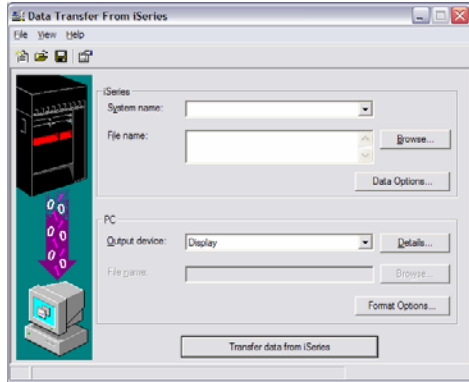 Data Transfer From iSeries
File View Help
iSeries
System name:
File name:
Browse...
Data Options...
PC
Output device: Display Details...
File name: Browse...
Format Options...
Transfer data from iSeries